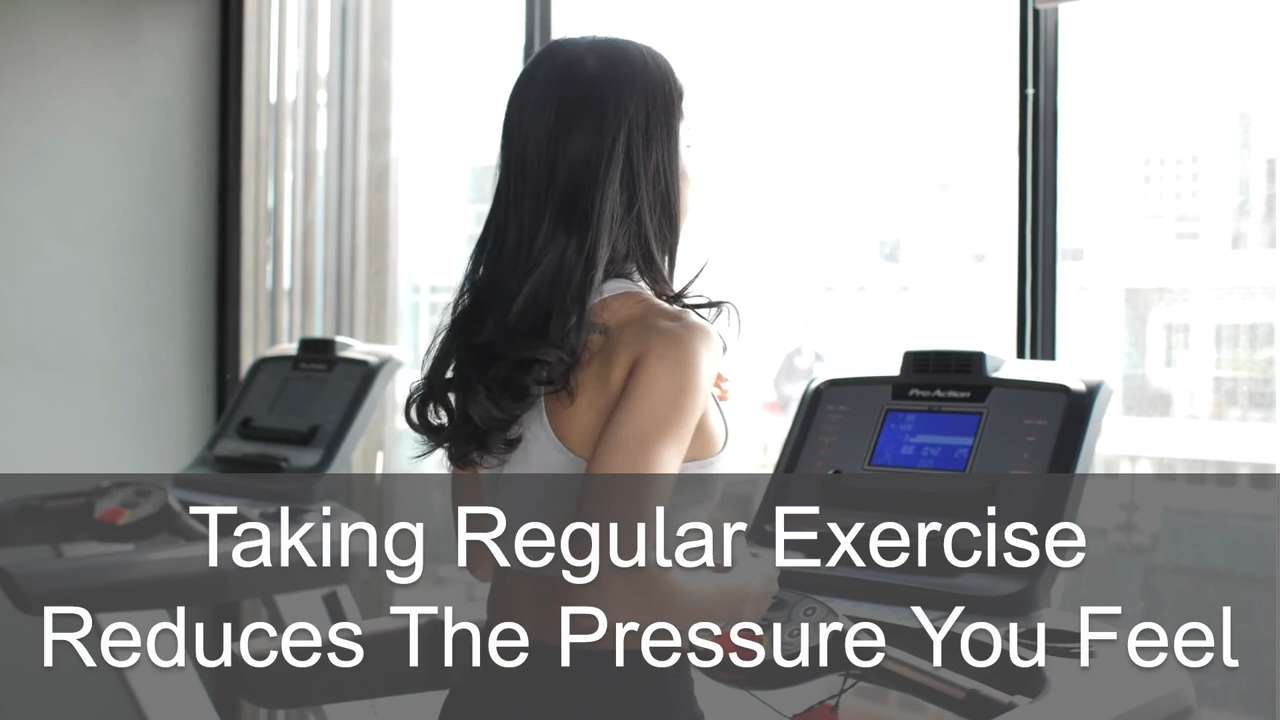 ProAction
Taking Regular Exercise
Reduces The Pressure You Feel